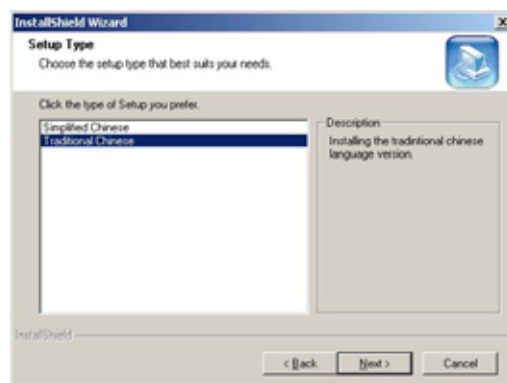 InstallShield Wizard
Setup Type
Choose the setup type that best suits your needs.
Click the type of Setup you prefer.
Simplified Chinese
Traditional Chinese
Description
Installing the tradintional chinese
language version.
InstallShield
< Back
Next >
Cancel